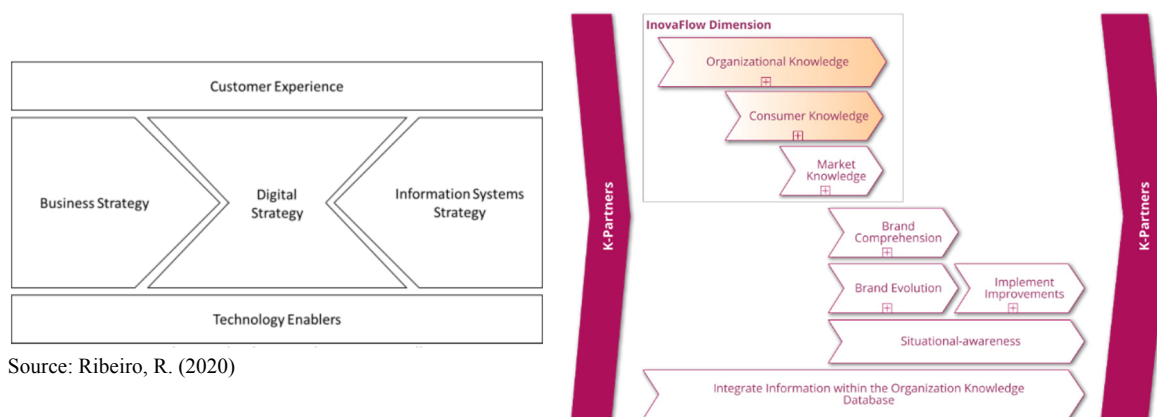 Customer Experience
Business Strategy
Digital
Strategy
Information Systems
Strategy
Technology Enablers
Source: Ribeiro, R. (2020)
K-Partners
InovaFlow Dimension
Organizational Knowledge
Consumer Knowledge
Market
Knowledge
Brand
Comprehension
Brand Evolution
Implement
Improvements
Situational-awareness
Integrate Information within the Organization Knowledge
Database
K-Partners